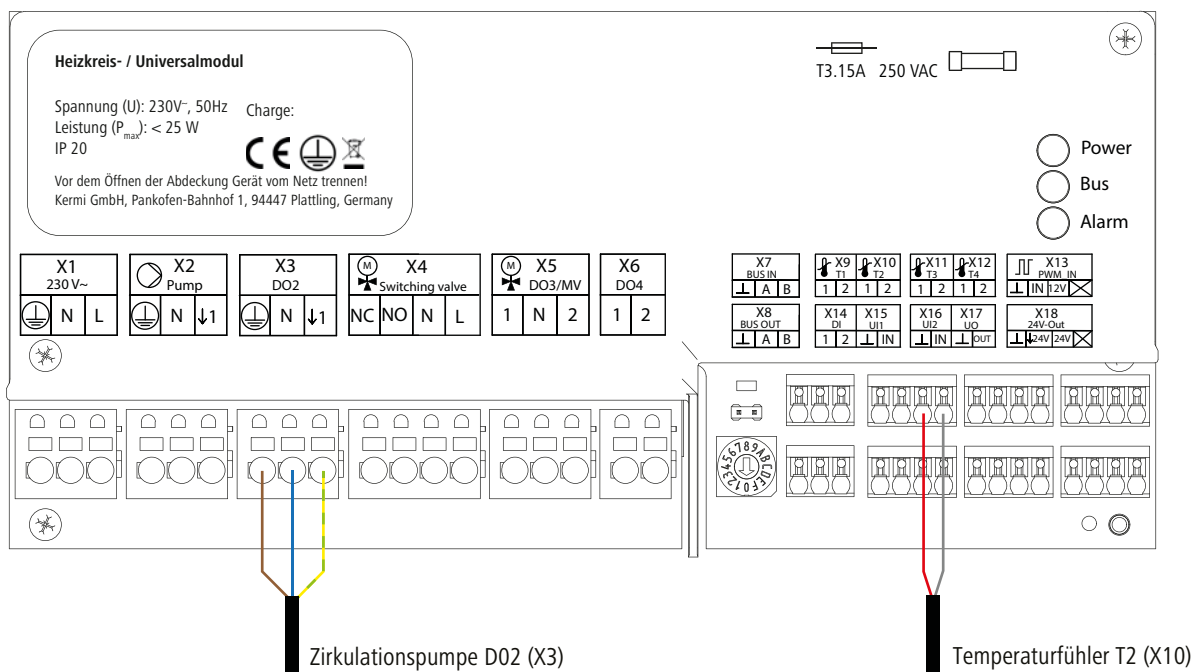 Heizkreis- / Universalmodul
Spannung (U): 230V~, 50Hz
Charge:
Leistung (Pmax): < 25 W
IP 20
CE
Vor dem Öffnen der Abdeckung Gerät vom Netz trennen!
Kermi GmbH, Pankofen-Bahnhof 1, 94447 Plattling, Germany
T3.15A 250 VAC
Power
Bus
Alarm
X1
230 V~
N L
X2
Pump
N ↓1
X3
DO2
N ↓1
M X4
Switching valve
NC NO N L
M X5
DO3/MV
1 N 2
X6
DO4
1 2
X7
BUS IN
A B
X9
T1
1 2
X10
T2
1 2
X11
T3
1 2
X12
T4
1 2
X13
PWM_IN
IN 12V
X8
BUS OUT
A B
X14
DI
1 2
X15
UI1
IN
X16
UI2
IN
X17
UO
OUT
X18
24V-Out
↓24V 24V
0123456789ABCDEF
Zirkulationspumpe D02 (X3)
Temperaturfühler T2 (X10)